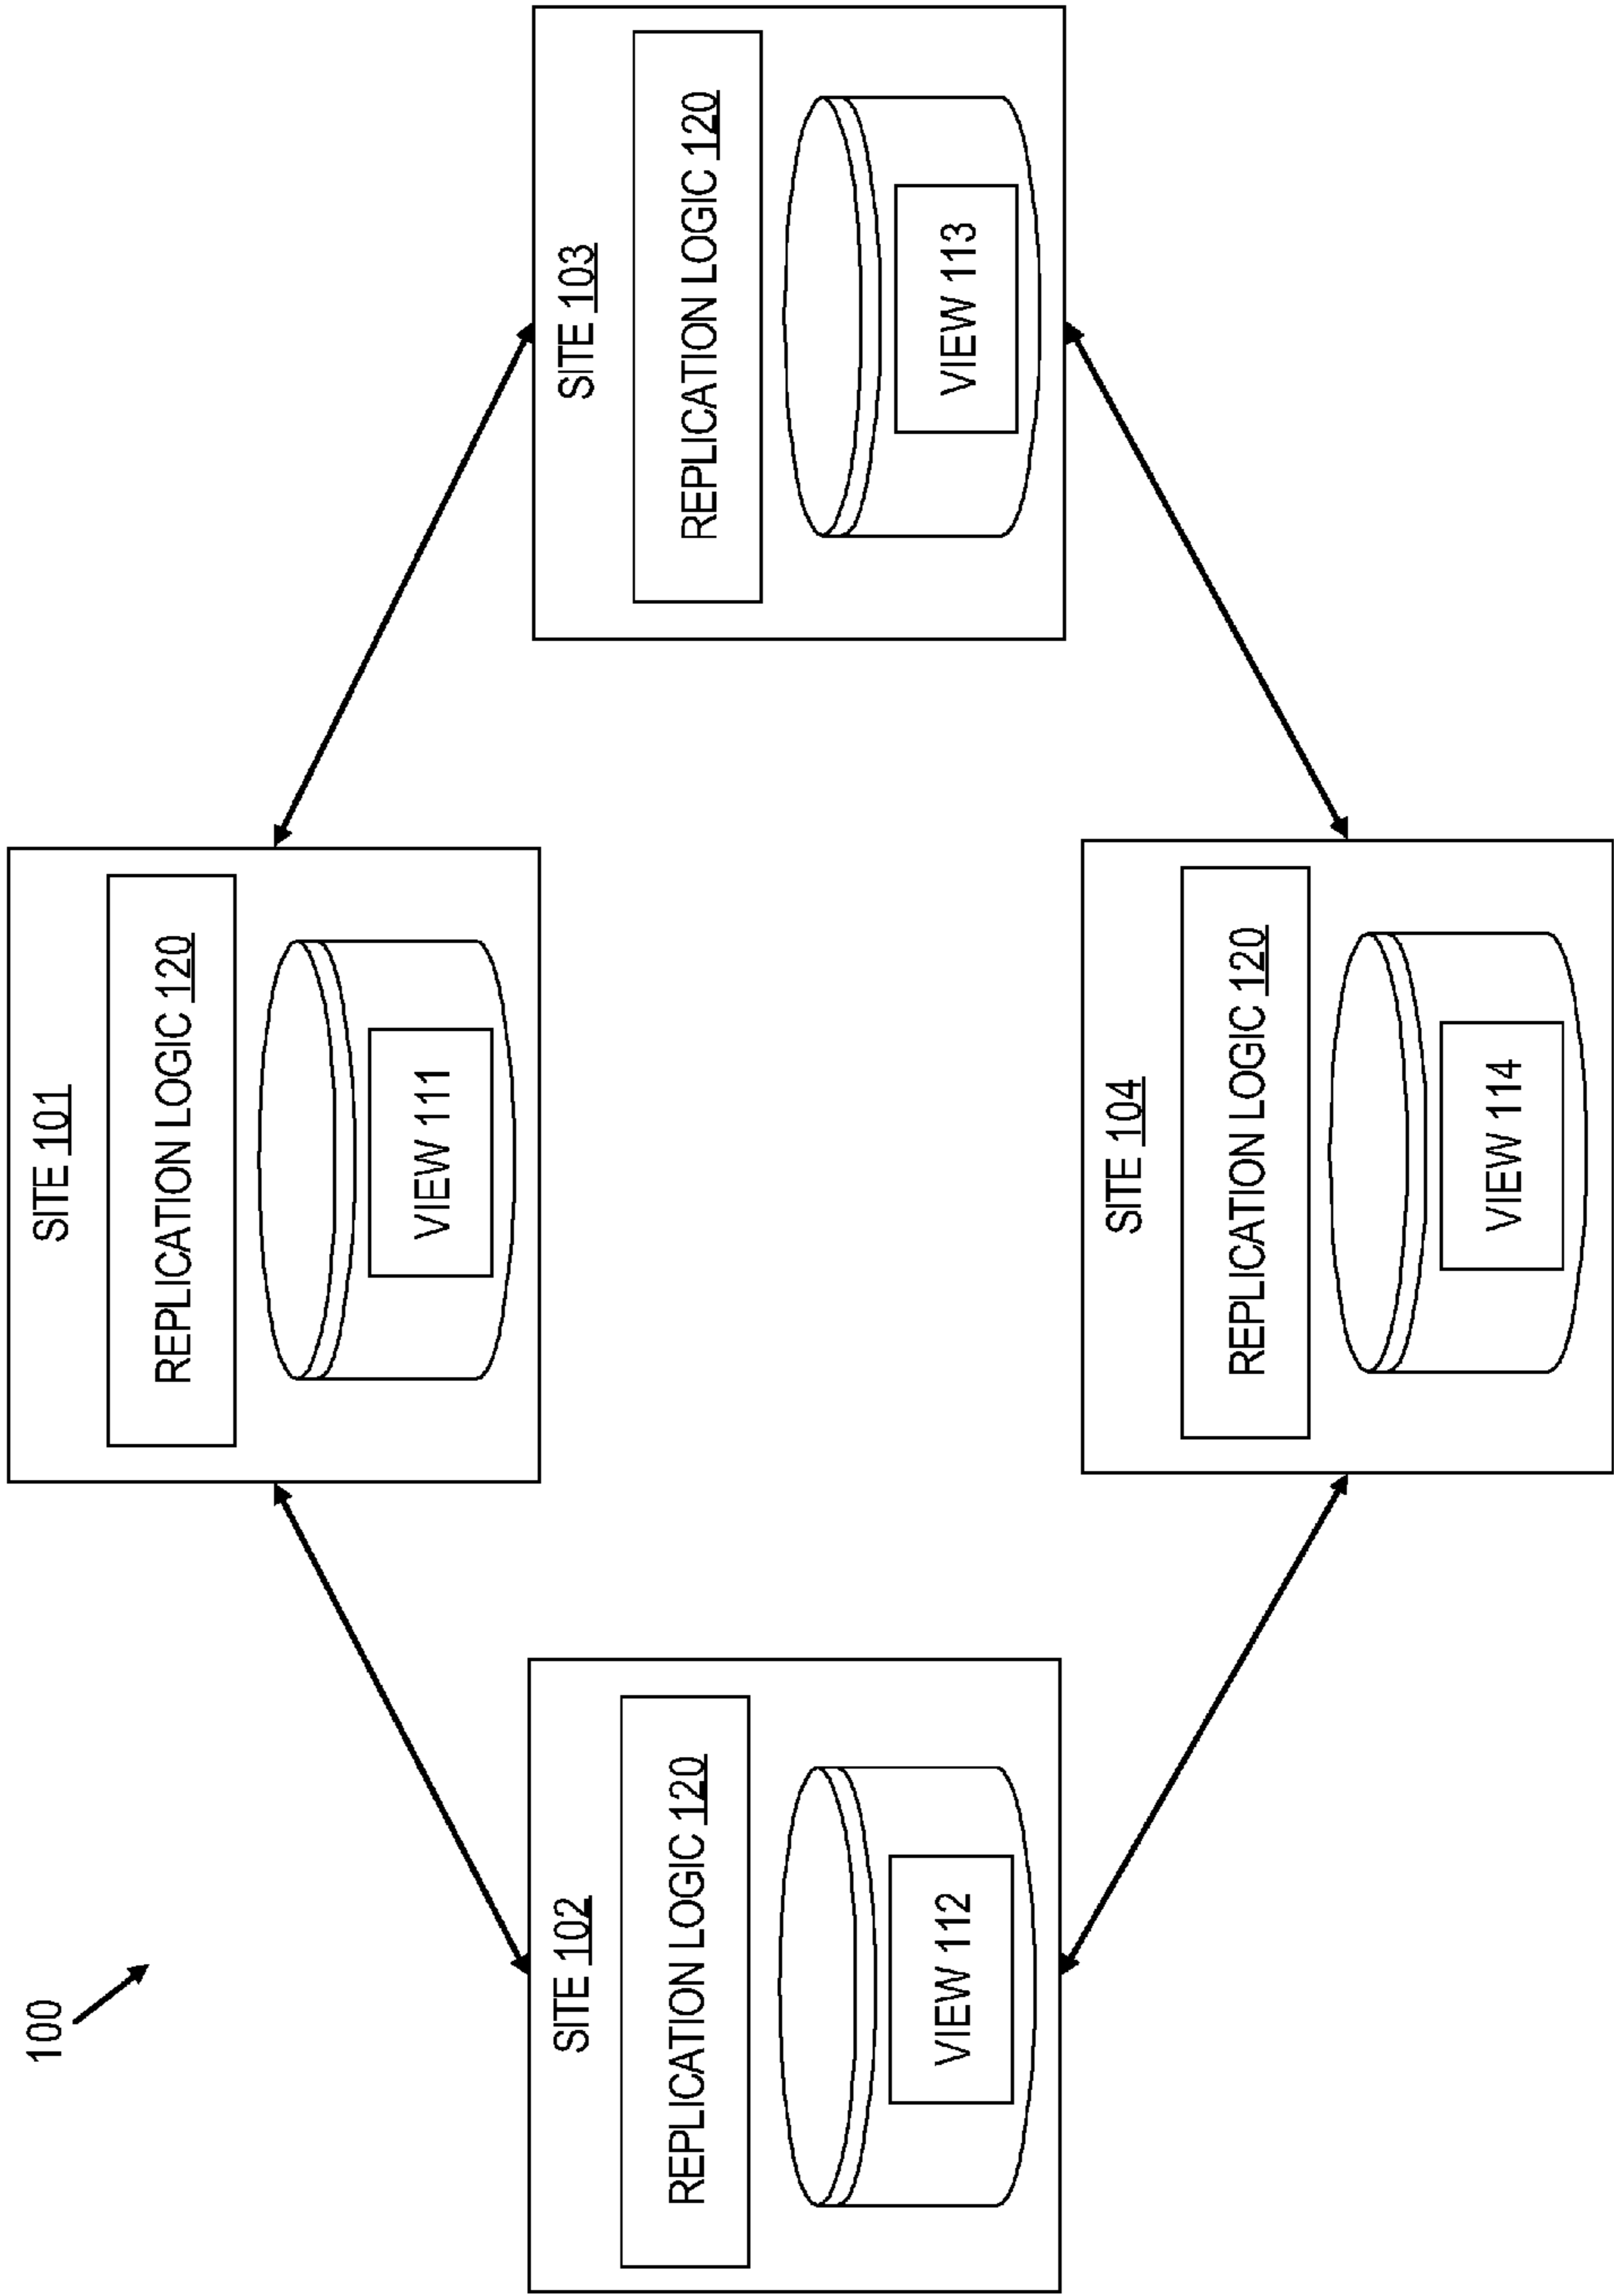 100
SITE 101
REPLICATION LOGIC 120
VIEW 111
SITE 102
REPLICATION LOGIC 120
VIEW 112
SITE 103
REPLICATION LOGIC 120
VIEW 113
SITE 104
REPLICATION LOGIC 120
VIEW 114